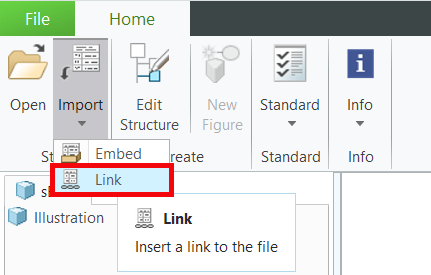 File
Home
Open
Import
Edit
Structure
New
Figure
Standard
Info
Embed
Standard
Info
Link
Illustration
Link
Insert a link to the file